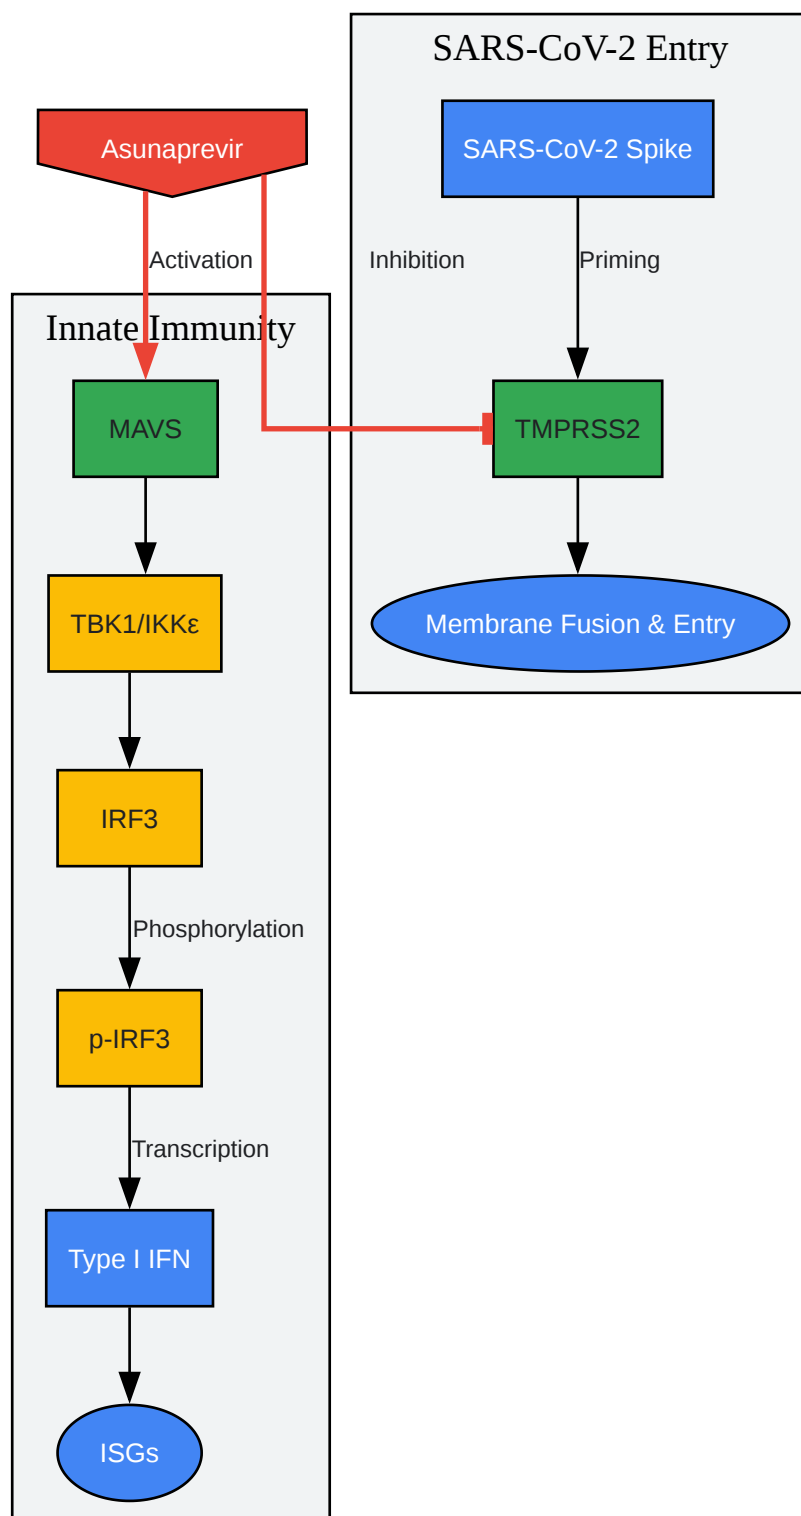 SARS-CoV-2 Entry
Asunaprevir
SARS-CoV-2 Spike
Activation
Inhibition
Priming
Innate Immunity
MAVS
TMPRSS2
TBK1/IKKε
Membrane Fusion & Entry
IRF3
Phosphorylation
p-IRF3
Transcription
Type I IFN
ISGs